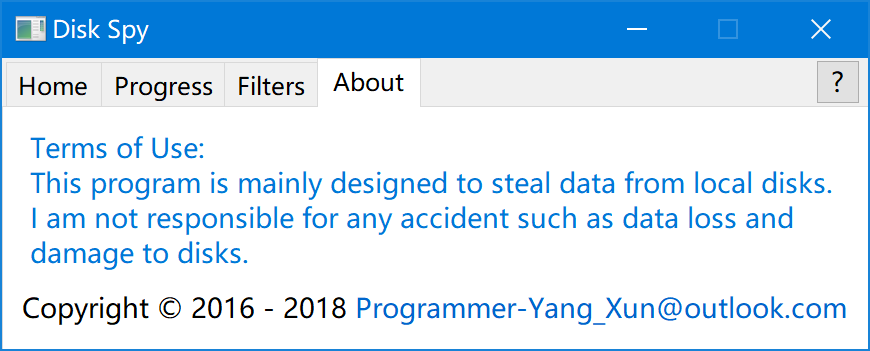 Disk Spy
Home Progress Filters About ?
Terms of Use:
This program is mainly designed to steal data from local disks.
I am not responsible for any accident such as data loss and
damage to disks.
Copyright © 2016 - 2018 Programmer-Yang_Xun@outlook.com